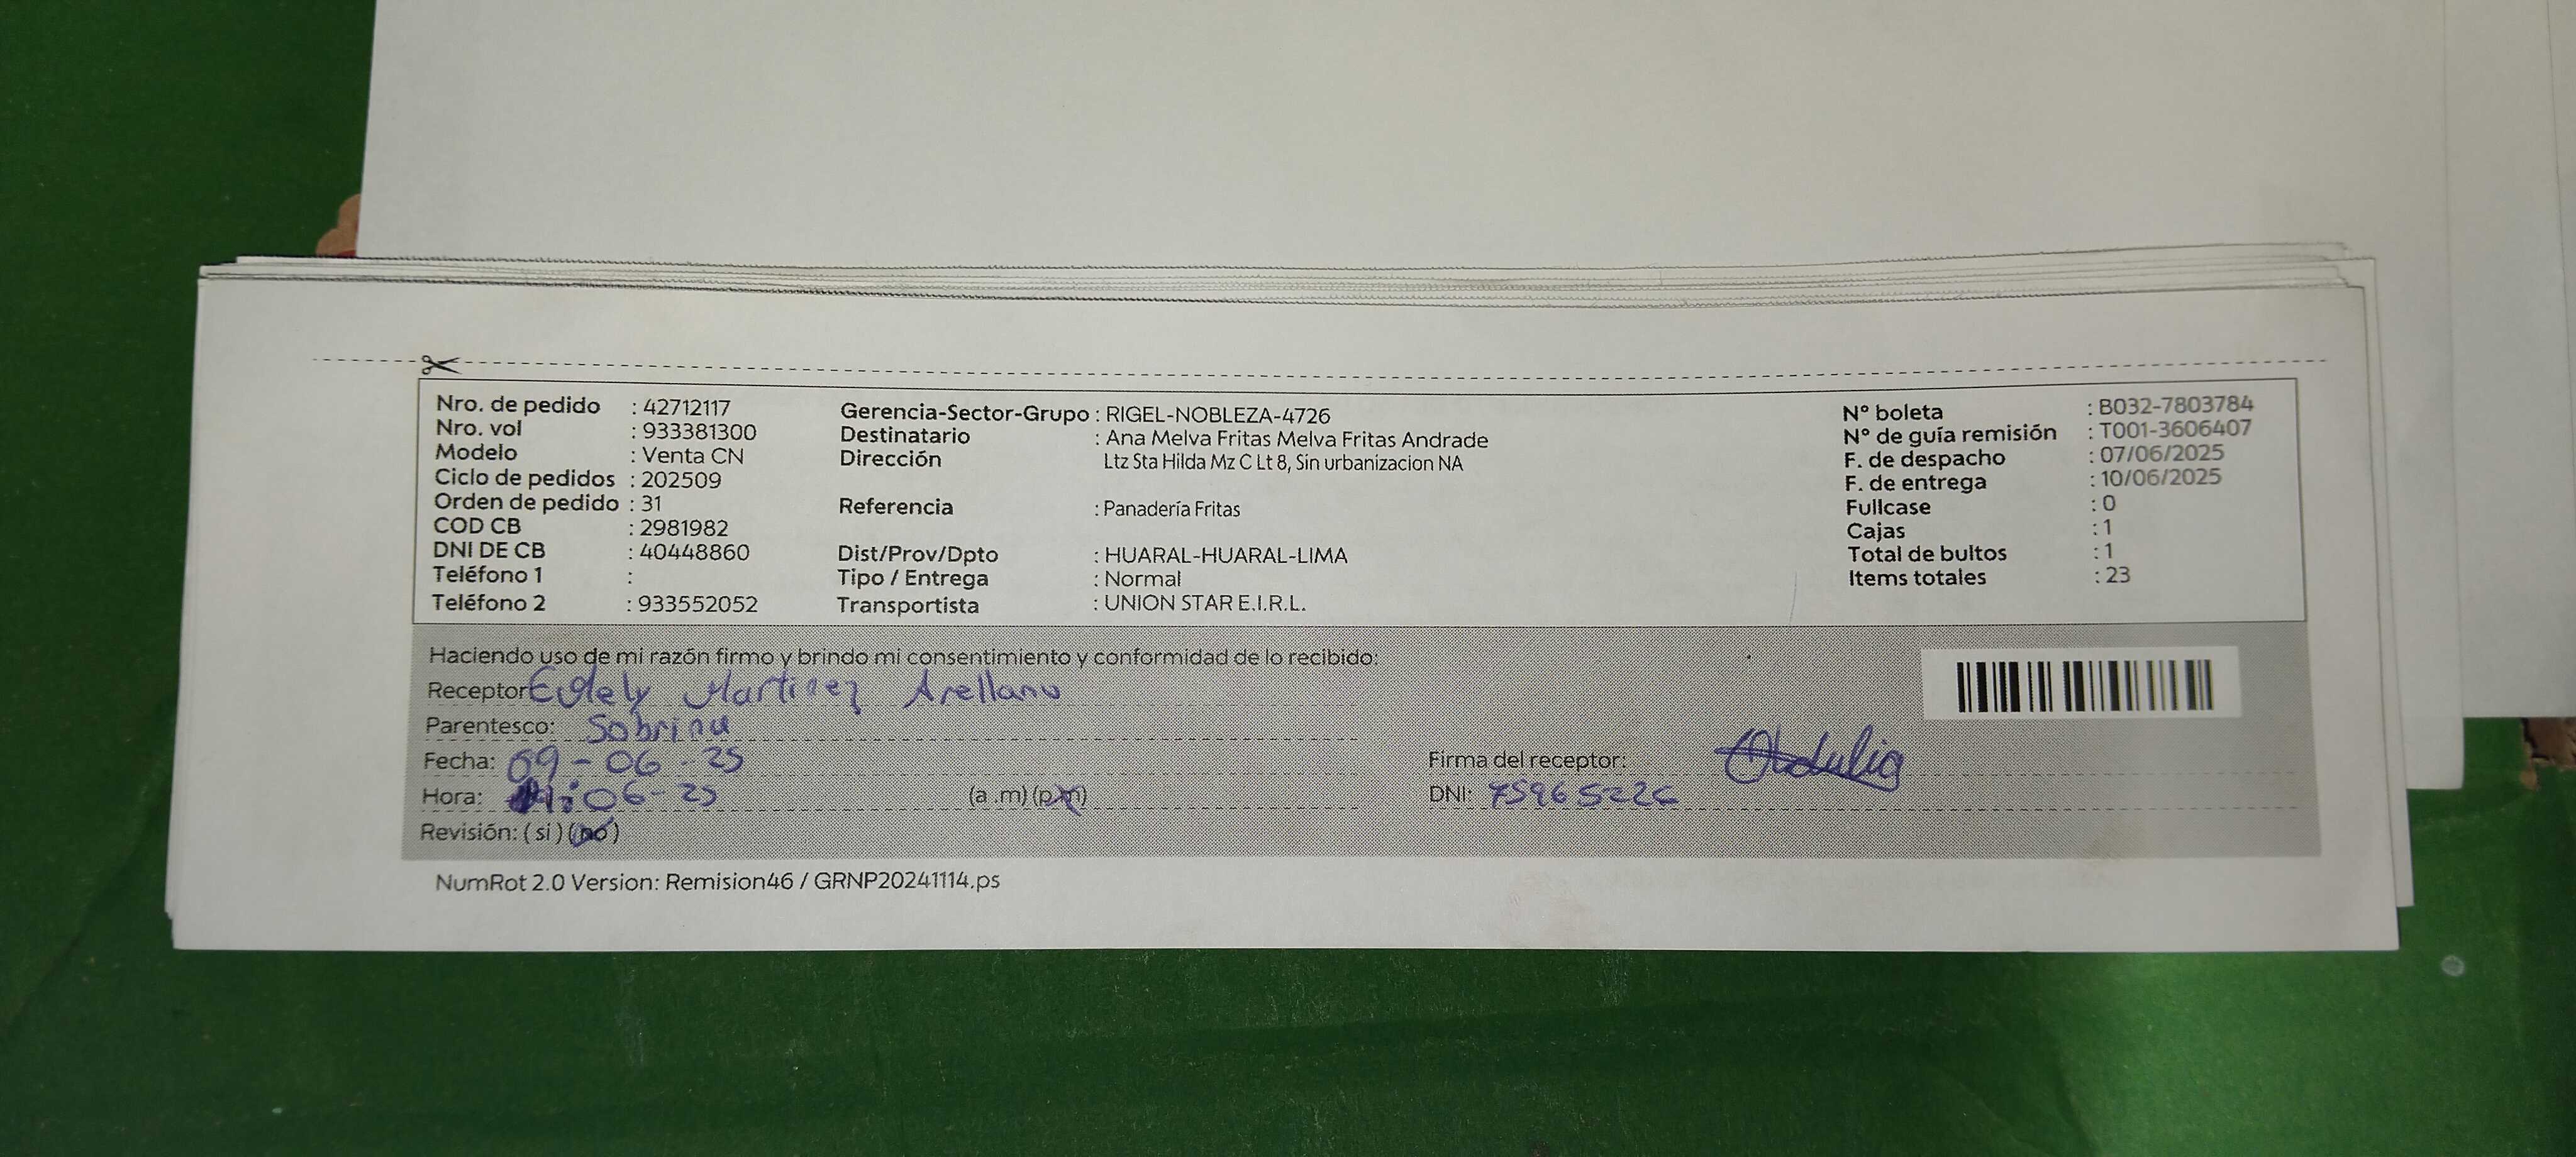 Nro. de pedido : 42712117
Nro. vol : 933381300
Modelo : Venta CN
Ciclo de pedidos : 202509
Orden de pedido : 31
COD CB : 2981982
DNI DE CB : 40448860
Teléfono 1 :
Teléfono 2 : 933552052
Gerencia-Sector-Grupo : RIGEL-NOBLEZA-4726
Destinatario : Ana Melva Fritas Melva Fritas Andrade
Dirección Ltz Sta Hilda Mz C Lt 8, Sin urbanizacion NA
Referencia : Panadería Fritas
Dist/Prov/Dpto : HUARAL-HUARAL-LIMA
Tipo / Entrega : Normal
Transportista : UNION STAR E.I.R.L.
N° boleta : B032-7803784
N° de guía remisión : T001-3606407
F. de despacho : 07/06/2025
F. de entrega : 10/06/2025
Fullcase : 0
Cajas : 1
Total de bultos : 1
Items totales : 23
Haciendo uso de mi razón firmo y brindo mi consentimiento y conformidad de lo recibido:
Receptor Martinez Arellano
Parentesco: Sobrina
Fecha: 09-06-25
Hora: 06-25 (a .m) (p.m)
Revisión: ( si ) (no)
Firma del receptor:
DNI:
NumRot 2.0 Version: Remision46 / GRNP20241114.ps